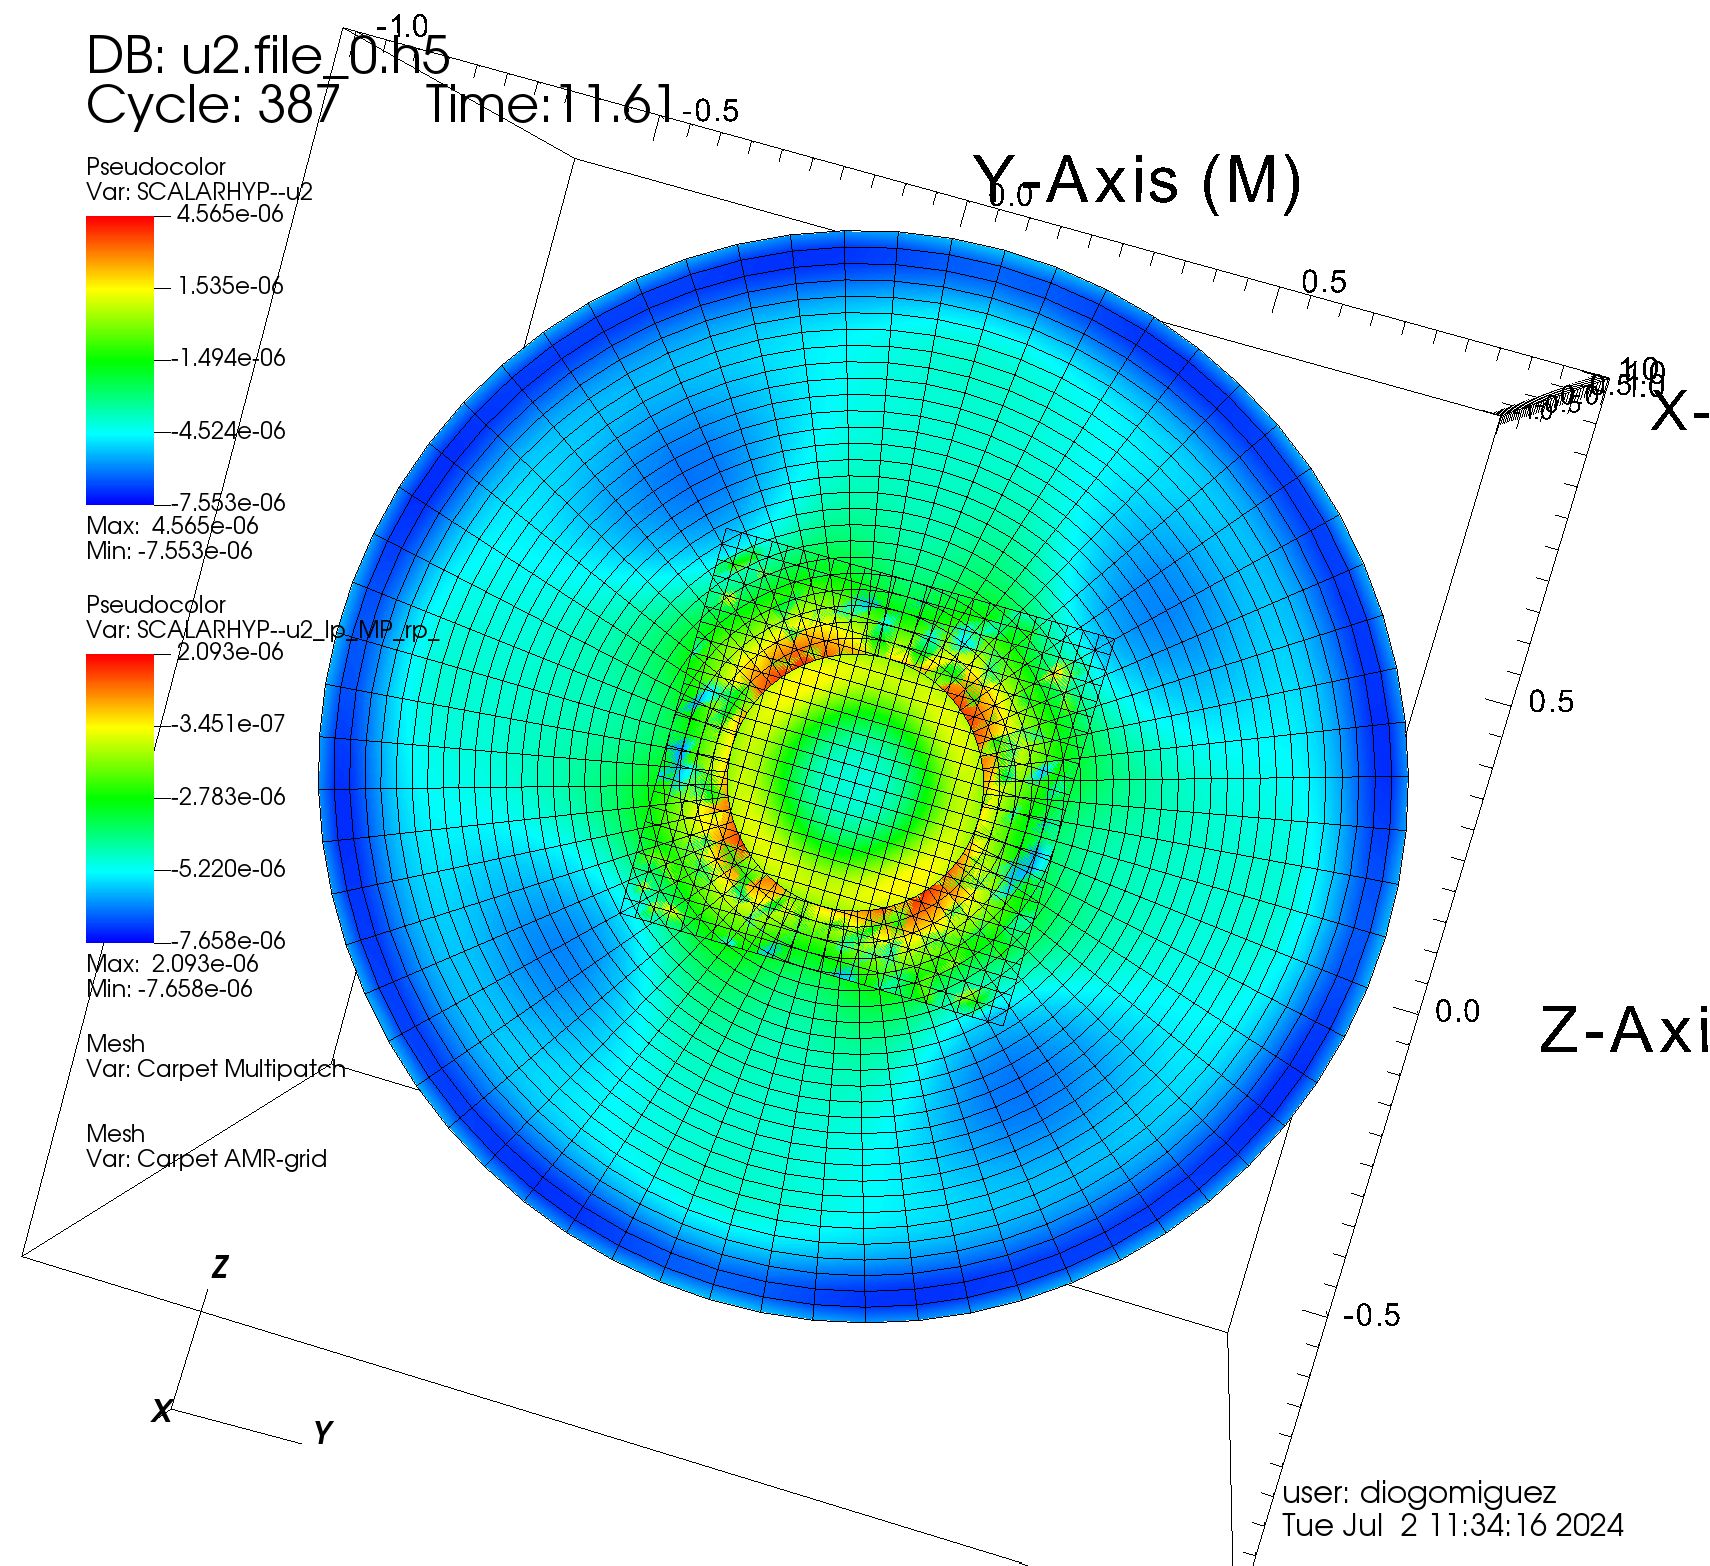 DB: u2.file_0.h5
Cycle: 387 Time:11.61
Pseudocolor
Var: SCALARHYP--u2
4.565e-06
1.535e-06
-1.494e-06
-4.524e-06
-7.553e-06
Max: 4.565e-06
Min: -7.553e-06
Pseudocolor
Var: SCALARHYP--u2_lp_MP_rp_
2.093e-06
-3.451e-07
-2.783e-06
-5.220e-06
-7.658e-06
Max: 2.093e-06
Min: -7.658e-06
Mesh
Var: Carpet Multipatch
Mesh
Var: Carpet AMR-grid
-1.0
-0.5
Y-Axis (M)
0.0
0.5
1.0
X-
0.5
0.0
Z-Axi
-0.5
Z
X
Y
user: diogomiguez
Tue Jul 2 11:34:16 2024